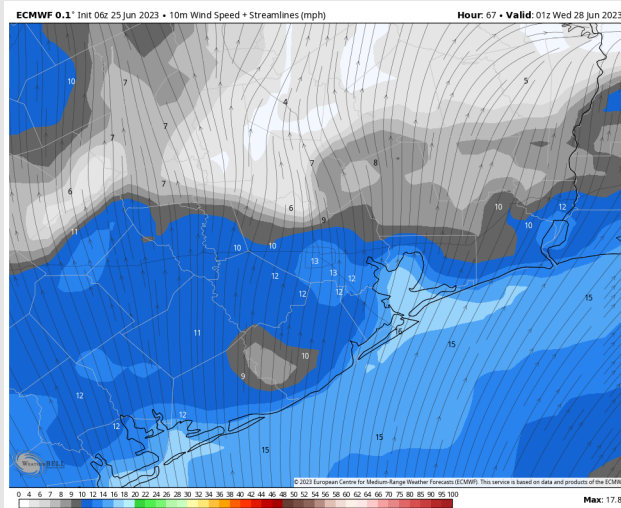 ECMWF 0.1° Init 06z 25 Jun 2023 • 10m Wind Speed + Streamlines (mph) Hour: 67 • Valid: 01z Wed 28 Jun 2023
10 7 4 5
7
7 7 8
6 7 6 10 12
11 9 10
10 10
13
12 13 12
12 12
15
11 16 15
10
9
12
12 12
15 15
WeatherBELL
© 2023 European Centre for Medium-Range Weather Forecasts (ECMWF). This service is based on data and products of the ECMW
0 4 6 7 8 9 10 12 14 16 18 20 22 24 26 28 30 32 34 36 38 40 42 44 46 48 50 52 54 56 58 60 62 64 66 70 75 80 85 90 95 100
Max: 17.8